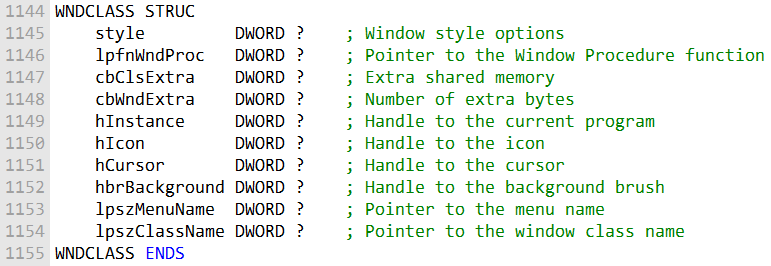 1144 WNDCLASS STRUC
1145     style         DWORD ?    ; Window style options
1146     lpfnWndProc   DWORD ?    ; Pointer to the Window Procedure function
1147     cbClsExtra    DWORD ?    ; Extra shared memory
1148     cbWndExtra    DWORD ?    ; Number of extra bytes
1149     hInstance     DWORD ?    ; Handle to the current program
1150     hIcon         DWORD ?    ; Handle to the icon
1151     hCursor       DWORD ?    ; Handle to the cursor
1152     hbrBackground DWORD ?    ; Handle to the background brush
1153     lpszMenuName  DWORD ?    ; Pointer to the menu name
1154     lpszClassName DWORD ?    ; Pointer to the window class name
1155 WNDCLASS ENDS